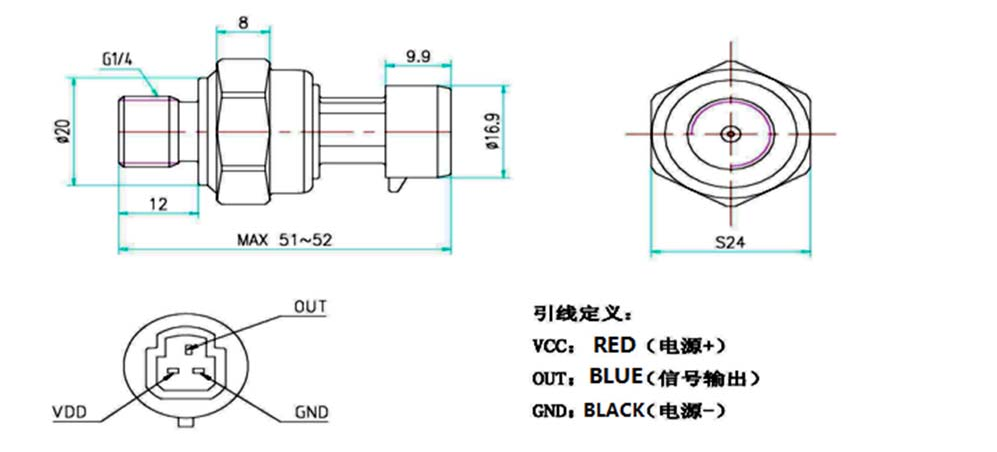 8
9.9
G1/4
ø20
ø16.9
12
MAX 51~52
S24
OUT
VDD
GND
引线定义:
VCC: RED(电源+)
OUT: BLUE(信号输出)
GND: BLACK(电源-)